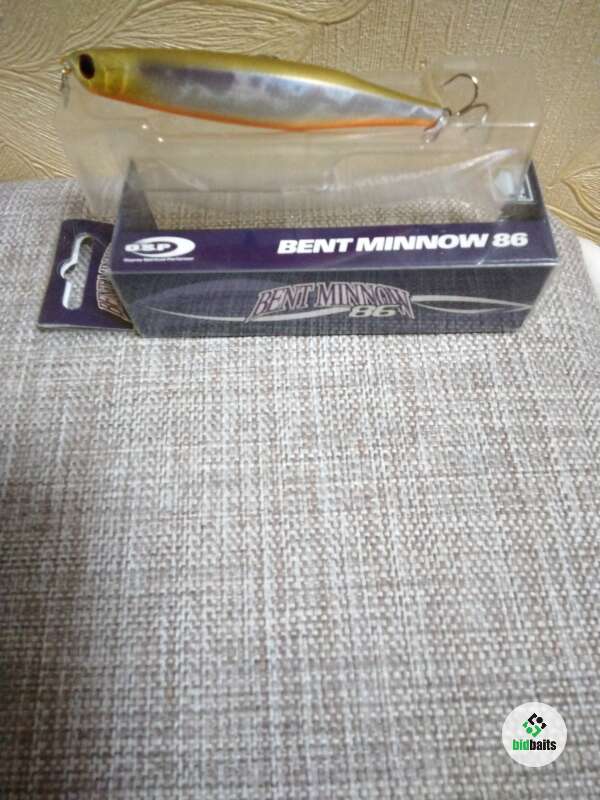 O.S.P
BENT MINNOW 86
BENT MINNOW
86
bidbaits